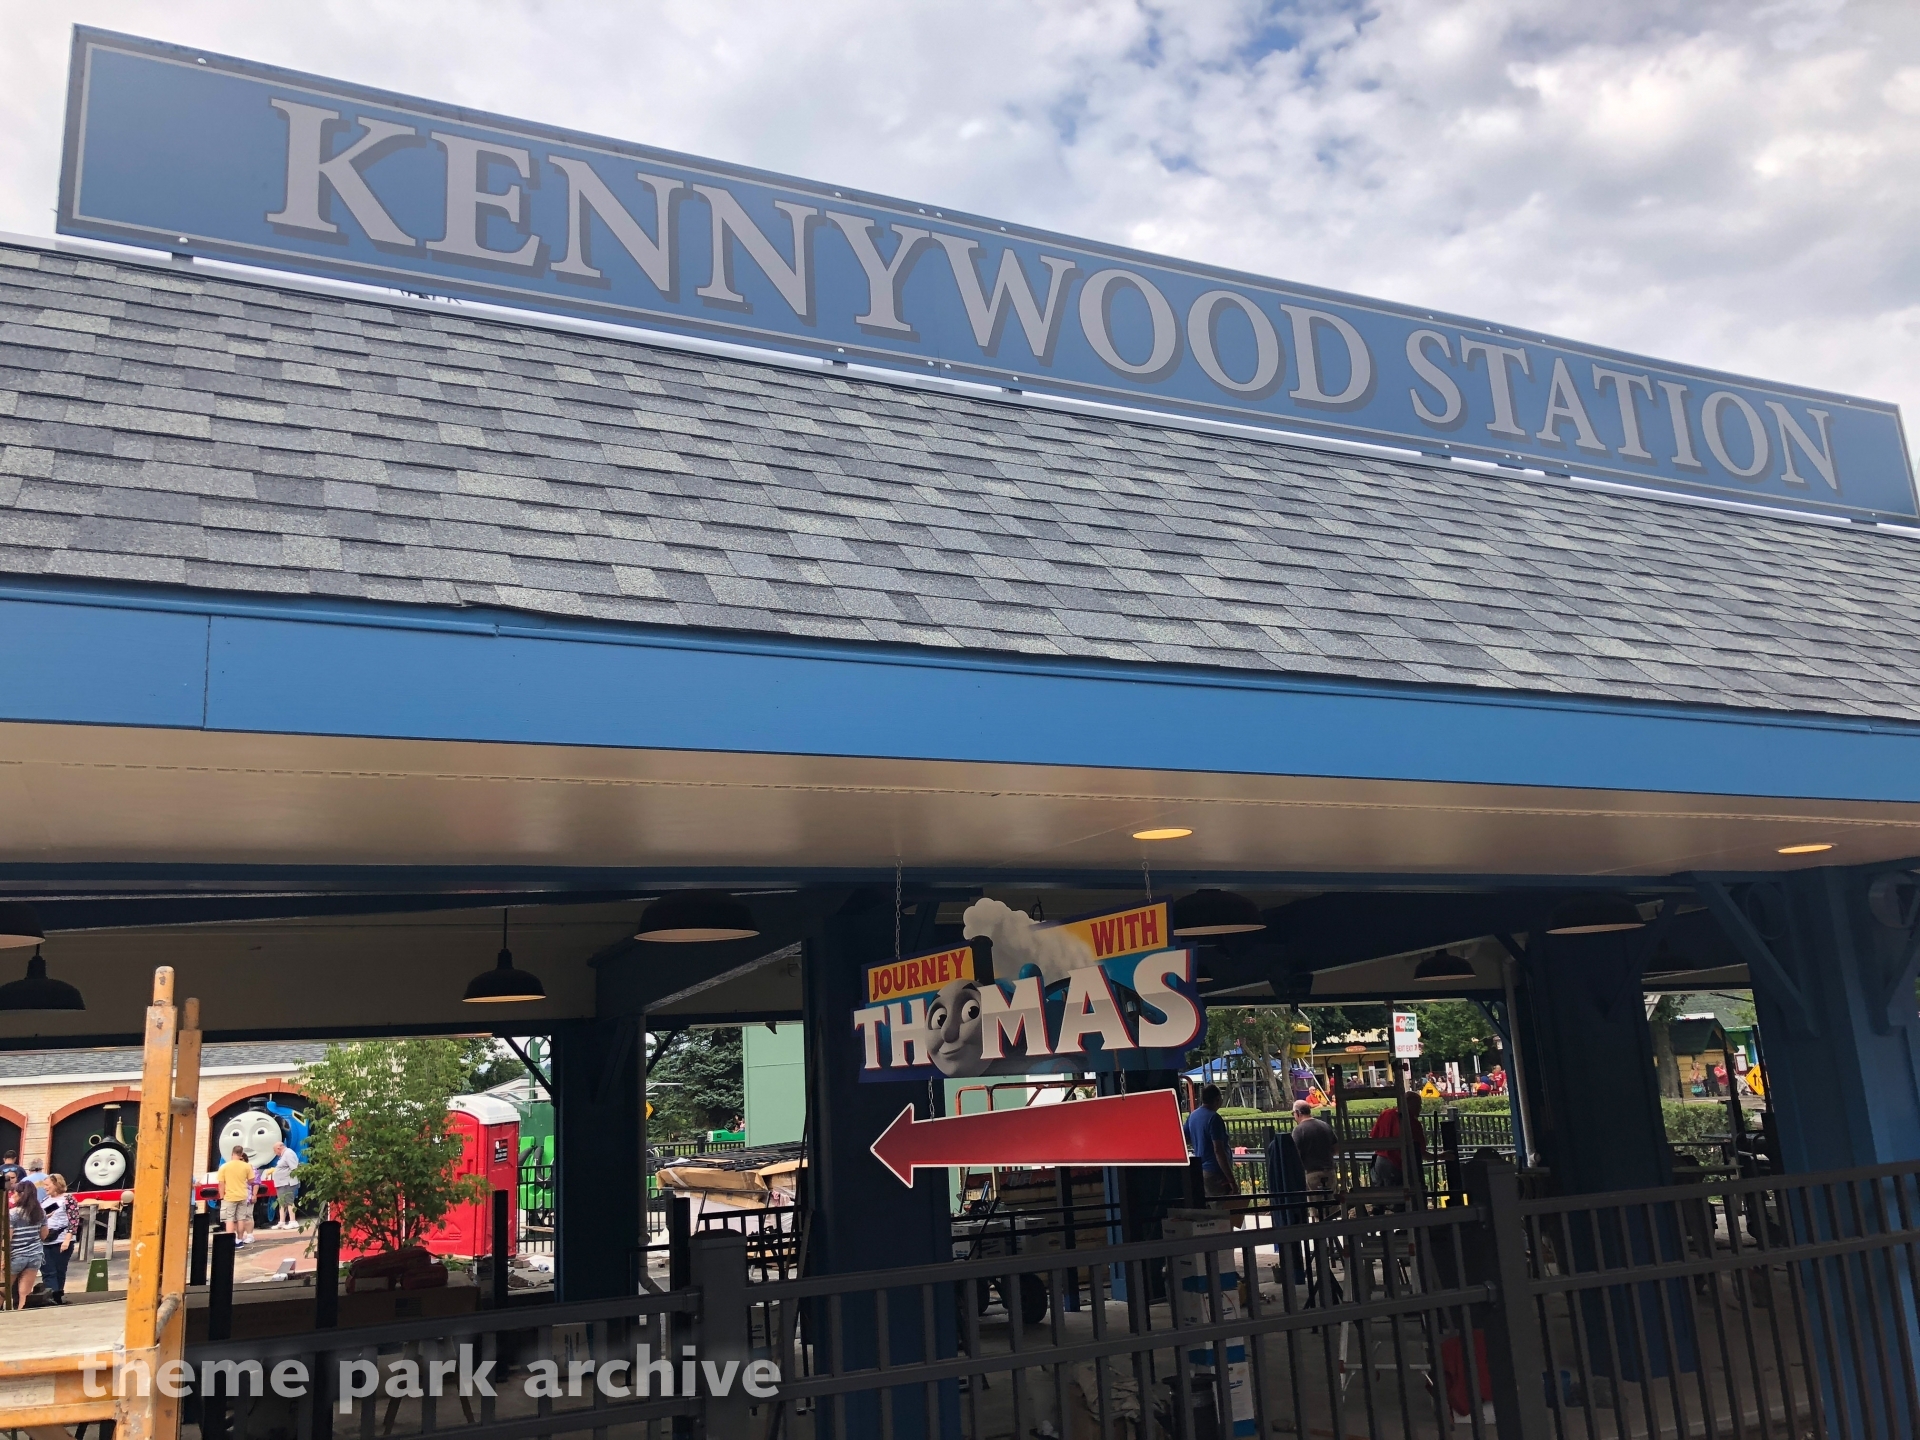 KENNYWOOD STATION
JOURNEY WITH
THOMAS
theme park archive